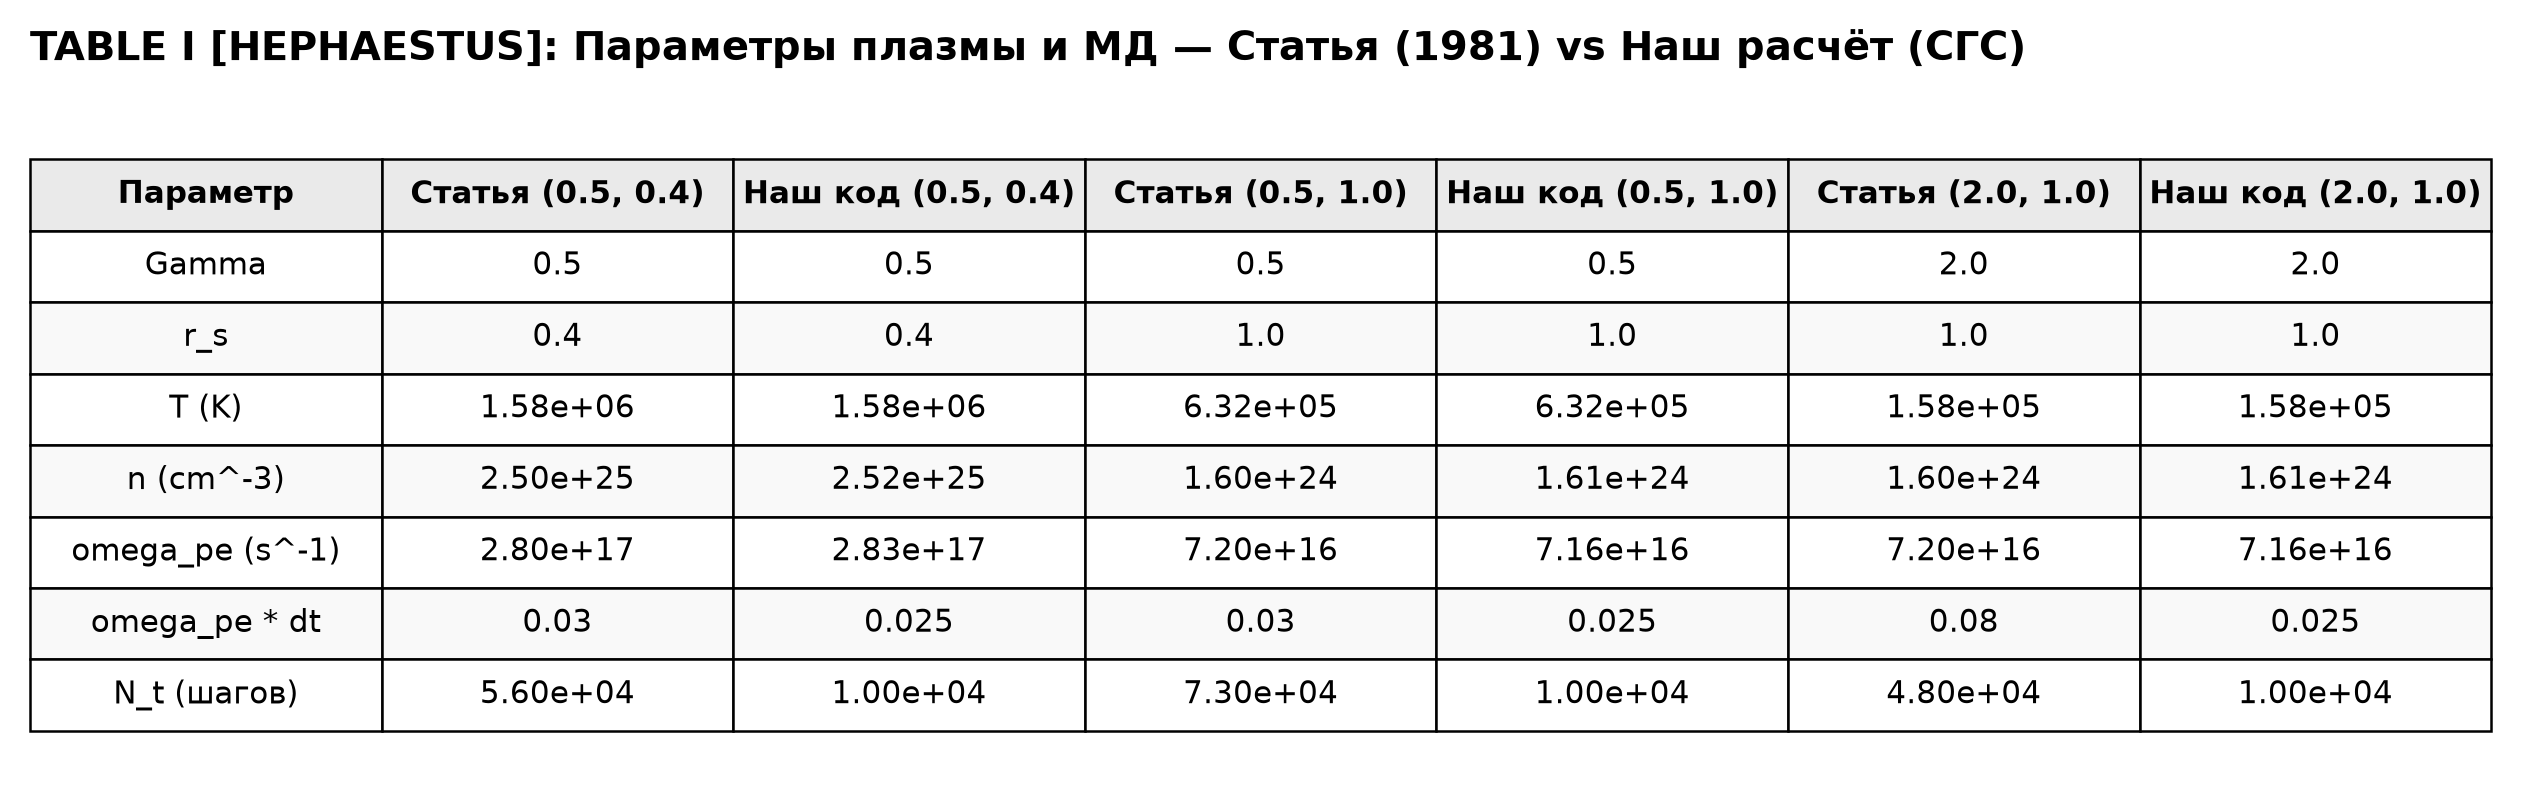 TABLE I [HEPHAESTUS]: Параметры плазмы и МД — Статья (1981) vs Наш расчёт (СГС)
Параметр Статья (0.5, 0.4) Наш код (0.5, 0.4) Статья (0.5, 1.0) Наш код (0.5, 1.0) Статья (2.0, 1.0) Наш код (2.0, 1.0)
Gamma 0.5 0.5 0.5 0.5 2.0 2.0
r_s 0.4 0.4 1.0 1.0 1.0 1.0
T (K) 1.58e+06 1.58e+06 6.32e+05 6.32e+05 1.58e+05 1.58e+05
n (cm^-3) 2.50e+25 2.52e+25 1.60e+24 1.61e+24 1.60e+24 1.61e+24
omega_pe (s^-1) 2.80e+17 2.83e+17 7.20e+16 7.16e+16 7.20e+16 7.16e+16
omega_pe * dt 0.03 0.025 0.03 0.025 0.08 0.025
N_t (шагов) 5.60e+04 1.00e+04 7.30e+04 1.00e+04 4.80e+04 1.00e+04